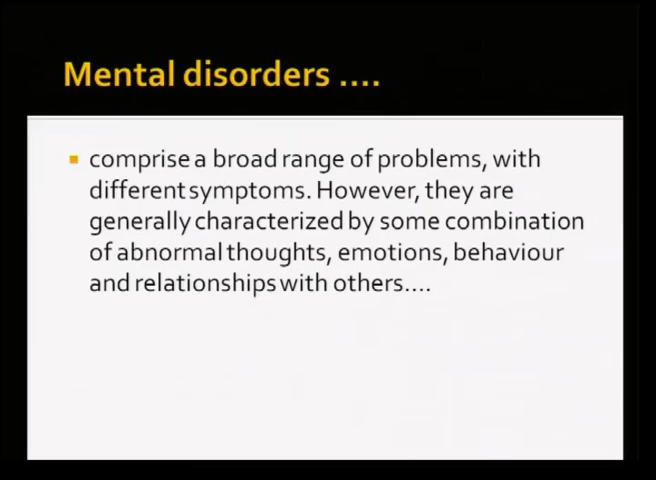 Mental disorders ....
comprise a broad range of problems, with
different symptoms. However, they are
generally characterized by some combination
of abnormal thoughts, emotions, behaviour
and relationships with others....